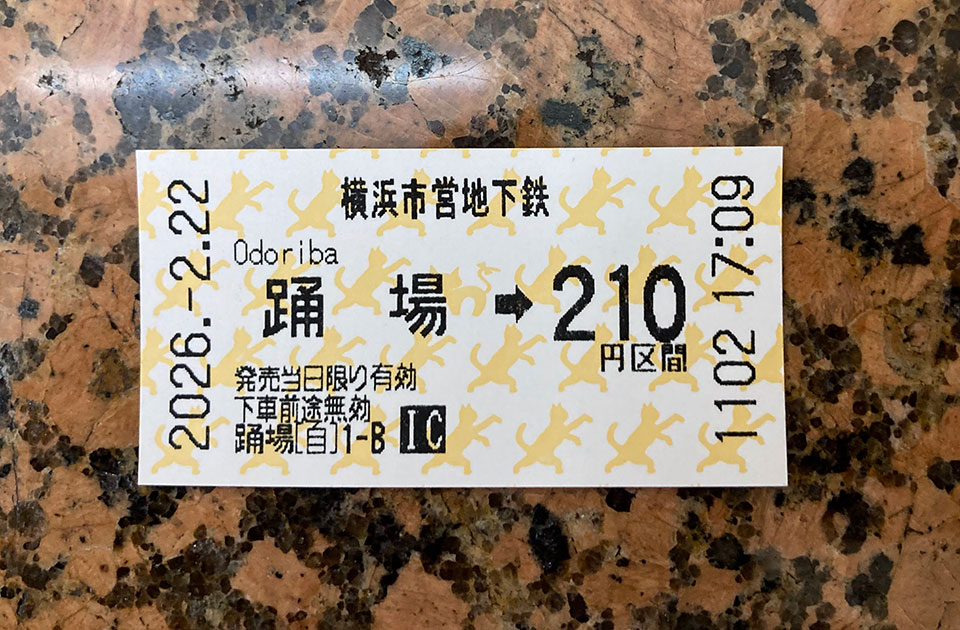 横浜市営地下鉄
Odoriba
踊場➡210
円区間
発売当日限り有効
下車前途無効
踊場[自]1-B IC
2026.-2.22
1102 17:09